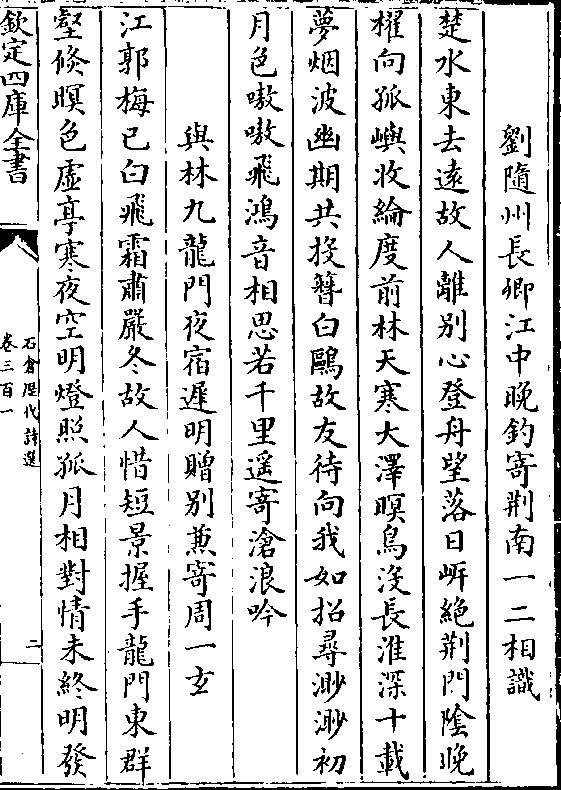 劉隨州長卿江中晚釣寄荆南一二相識
楚水東去遠故人離别心登舟望落日㟁絶荆門隂晚
櫂向孤嶼收綸度前林天寒大澤暝鳥没長淮深十載
夢烟波幽期共投簪白鷗故友待向我如招尋渺渺初
月色嗷嗷飛鴻音相思若千里遥寄滄浪吟
與林九龍門夜宿遲明贈别兼寄周一玄
江郭梅已白飛霜肅嚴冬故人惜短景握手龍門東群
壑倏暝色虚亭寒夜空明燈照孤月相對情未終明發
欽定四庫全書
石倉歴代詩選
卷三百一
二